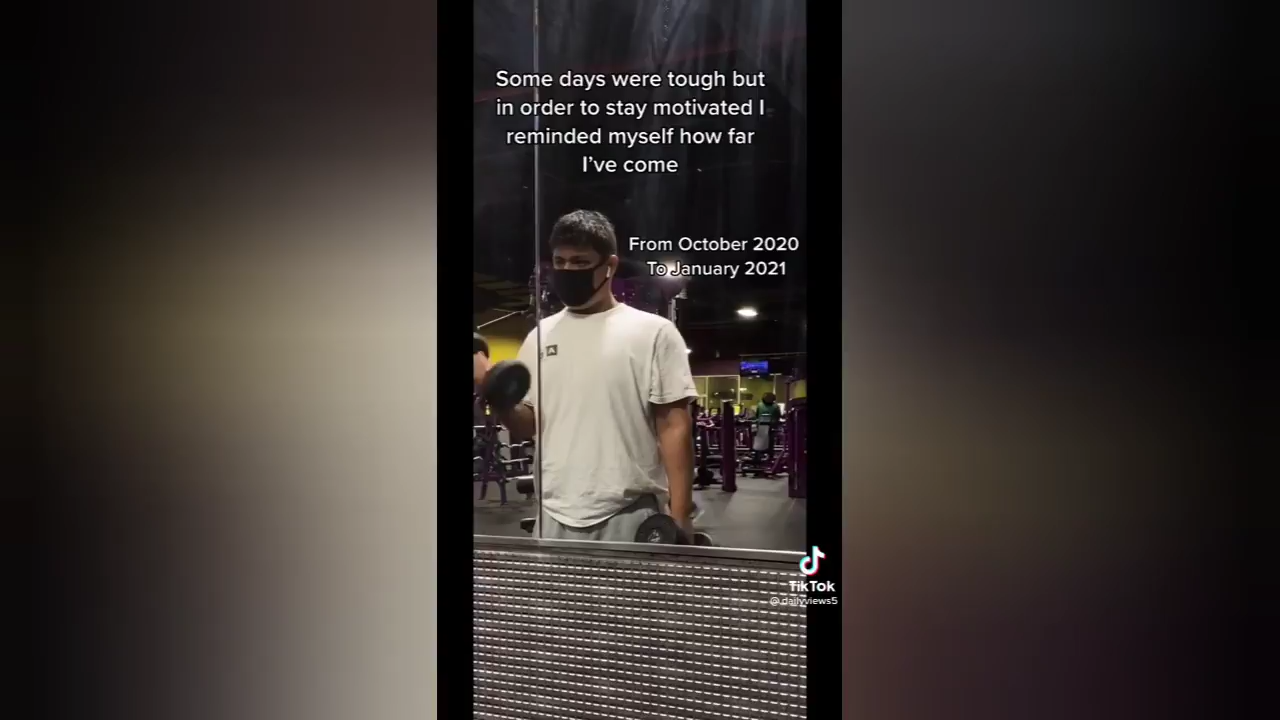 Some days were tough but
in order to stay motivated I
reminded myself how far
I've come
From October 2020
To January 2021
A
TikTok
@dailyviews5